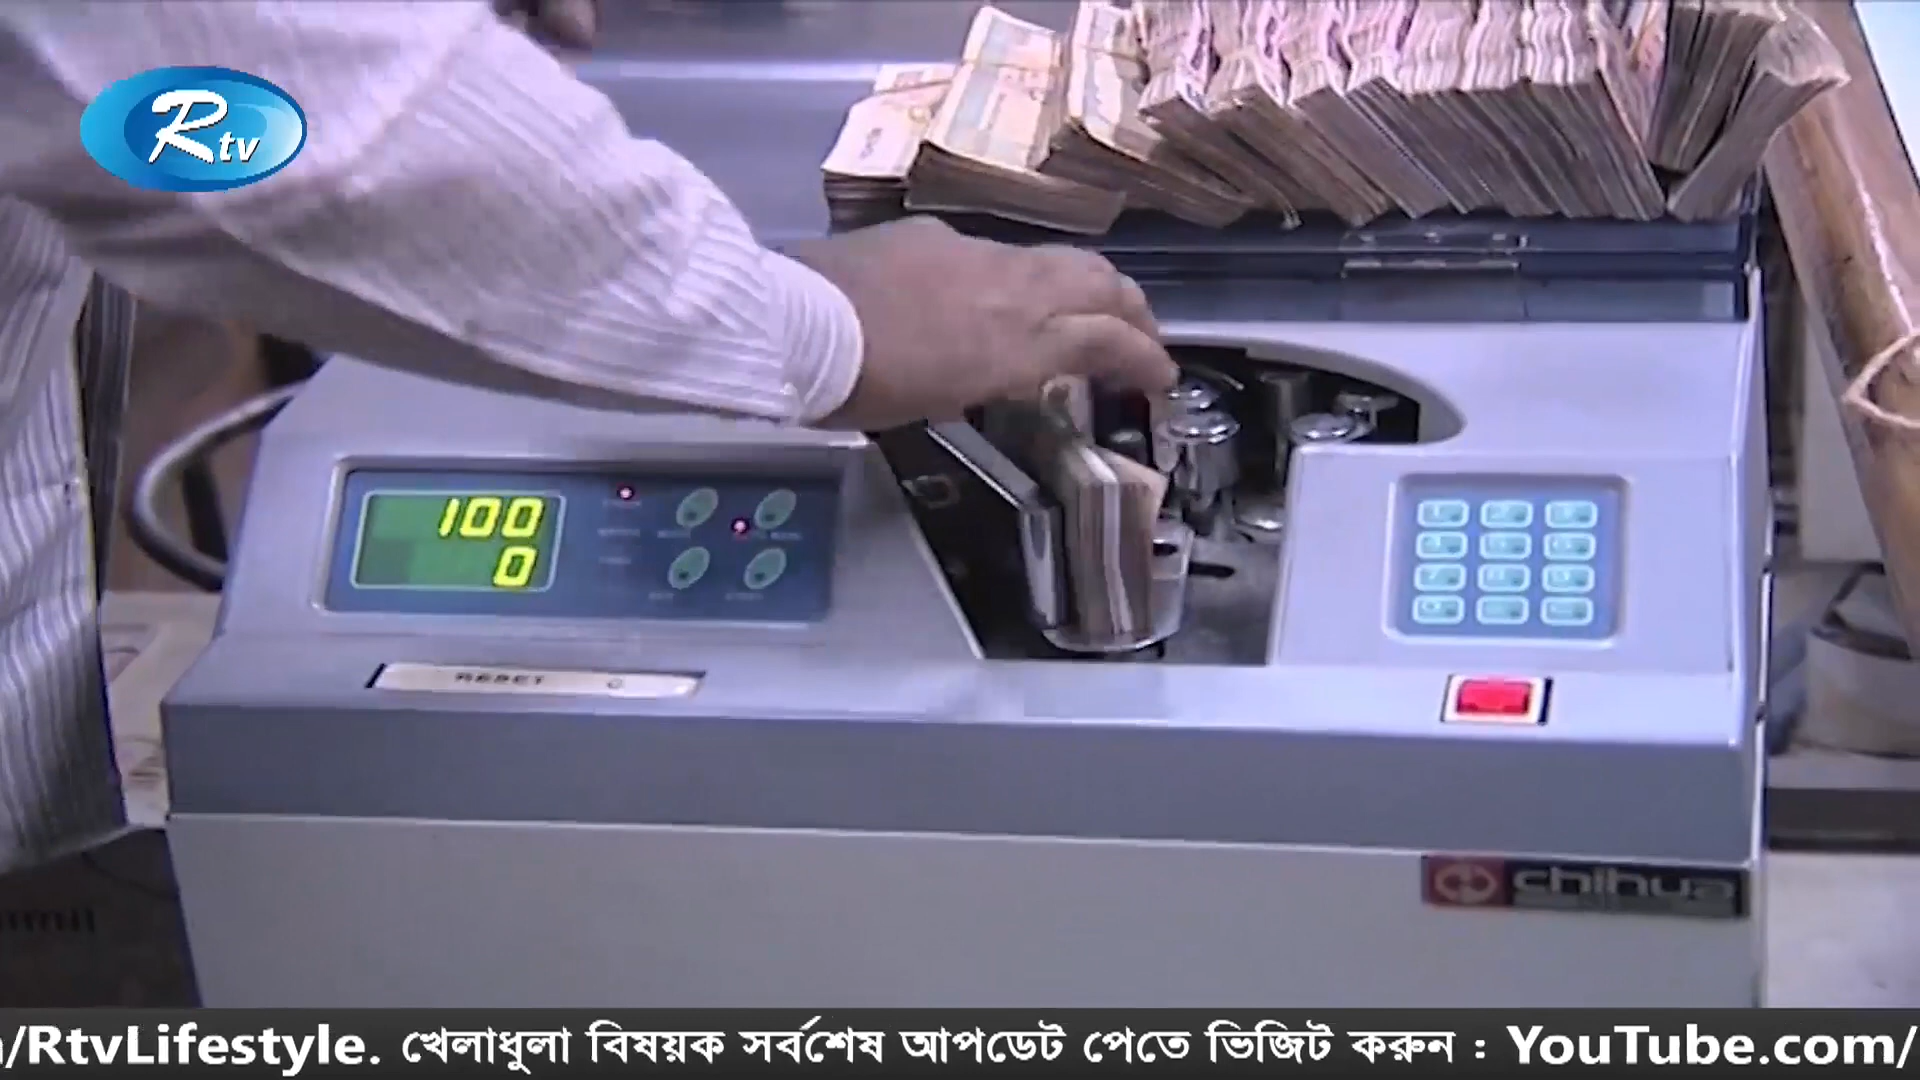 Rtv
100
0
RESET
chihua
/RtvLifestyle. খেলাধুলা বিষয়ক সর্বশেষ আপডেট পেতে ভিজিট করুন : YouTube.com/